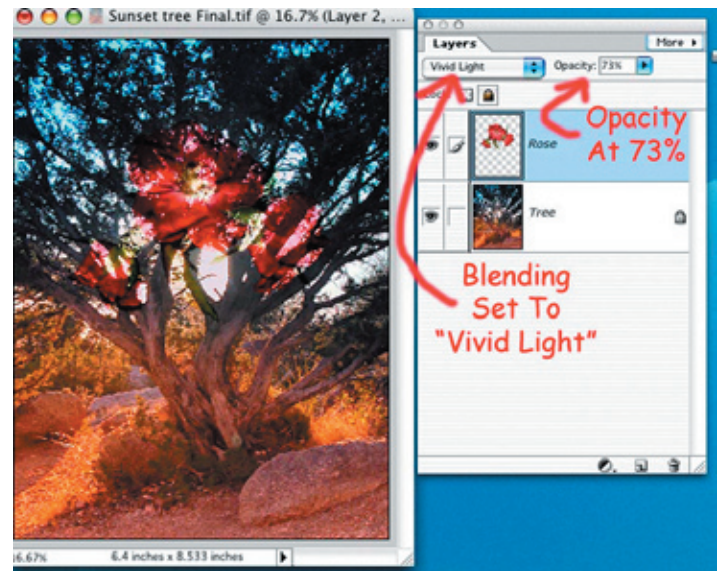 Sunset tree Final.tif @ 16.7% (Layer 2, ...
Layers
More
Vivid Light
Opacity: 73%
Rose
Opacity
At 73%
Tree
Blending
Set To
"Vivid Light"
6.67%
6.4 inches x 8.533 inches